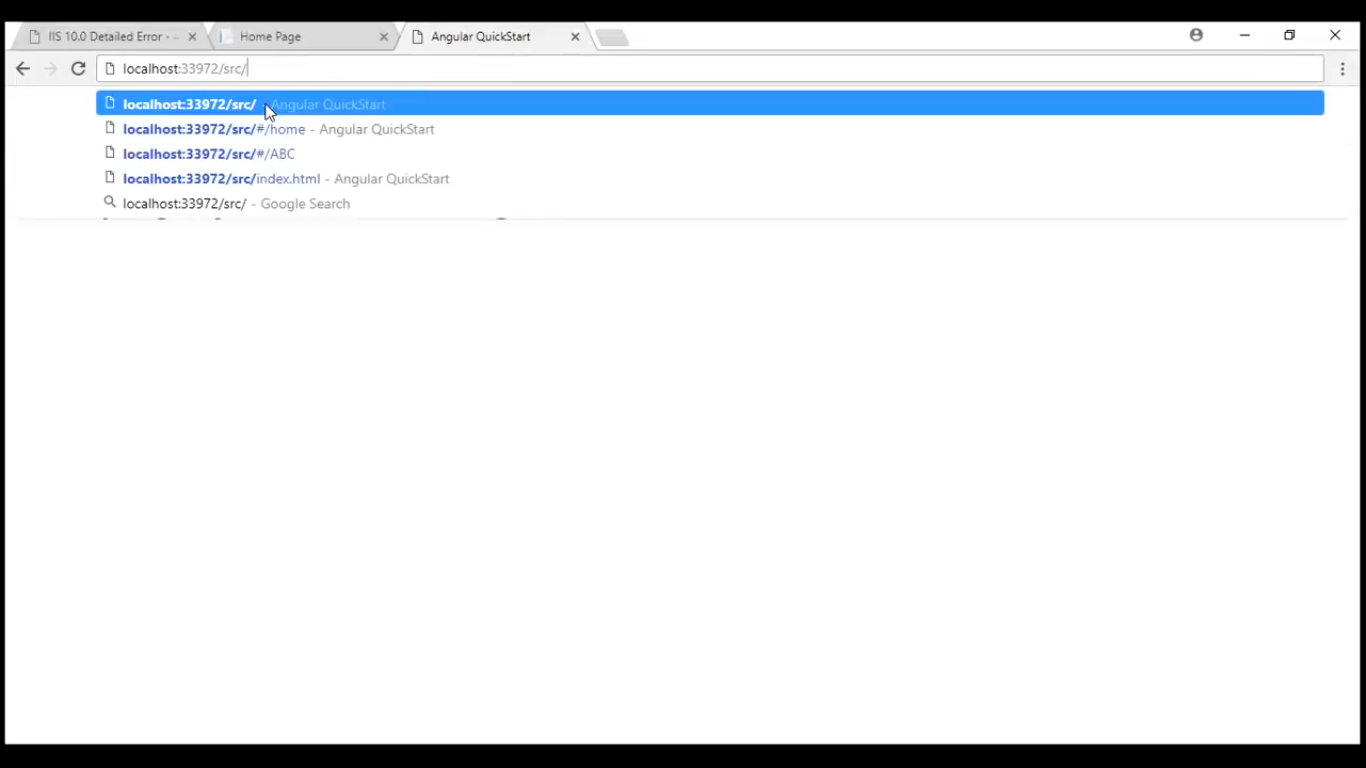 IIS 10.0 Detailed Error -
Home Page
Angular QuickStart
localhost:33972/src/
localhost:33972/src/ - Angular QuickStart
localhost:33972/src/#/home - Angular QuickStart
localhost:33972/src/#/ABC
localhost:33972/src/index.html - Angular QuickStart
localhost:33972/src/ - Google Search